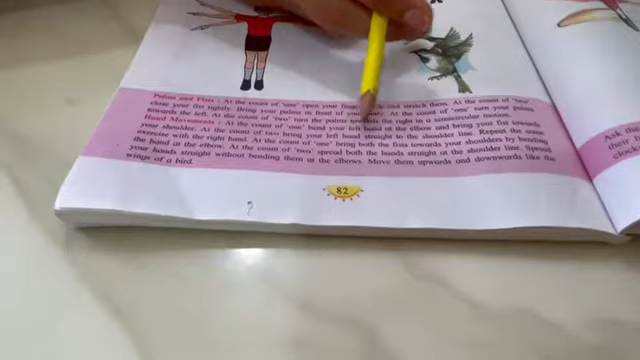 Palms and Fists : At the count of 'one' open your and stretch them. At the count of 'two'
close your fist tightly. Bring your palms in front of your body. At the count of 'one' turn your palms
towards the left. At the count of 'two' turn the palms towards the right in a semicircular motion.
Hand Movements : At the count of 'one' bend your left hand at the elbow and bring your fist towards
your shoulder. At the count of two bring your left hand straight to the shoulder line. Repeat the same
exercise with the right hand. At the count of 'one' bring both the fists towards your shoulders by bending
the hand at the elbow. At the count of 'two' spread both the hands straight at the shoulder line. Spread
your hands straight without bending them at the elbows. Move them upwards and downwards like the
wings of a bird.
82
Ask th
their
clock